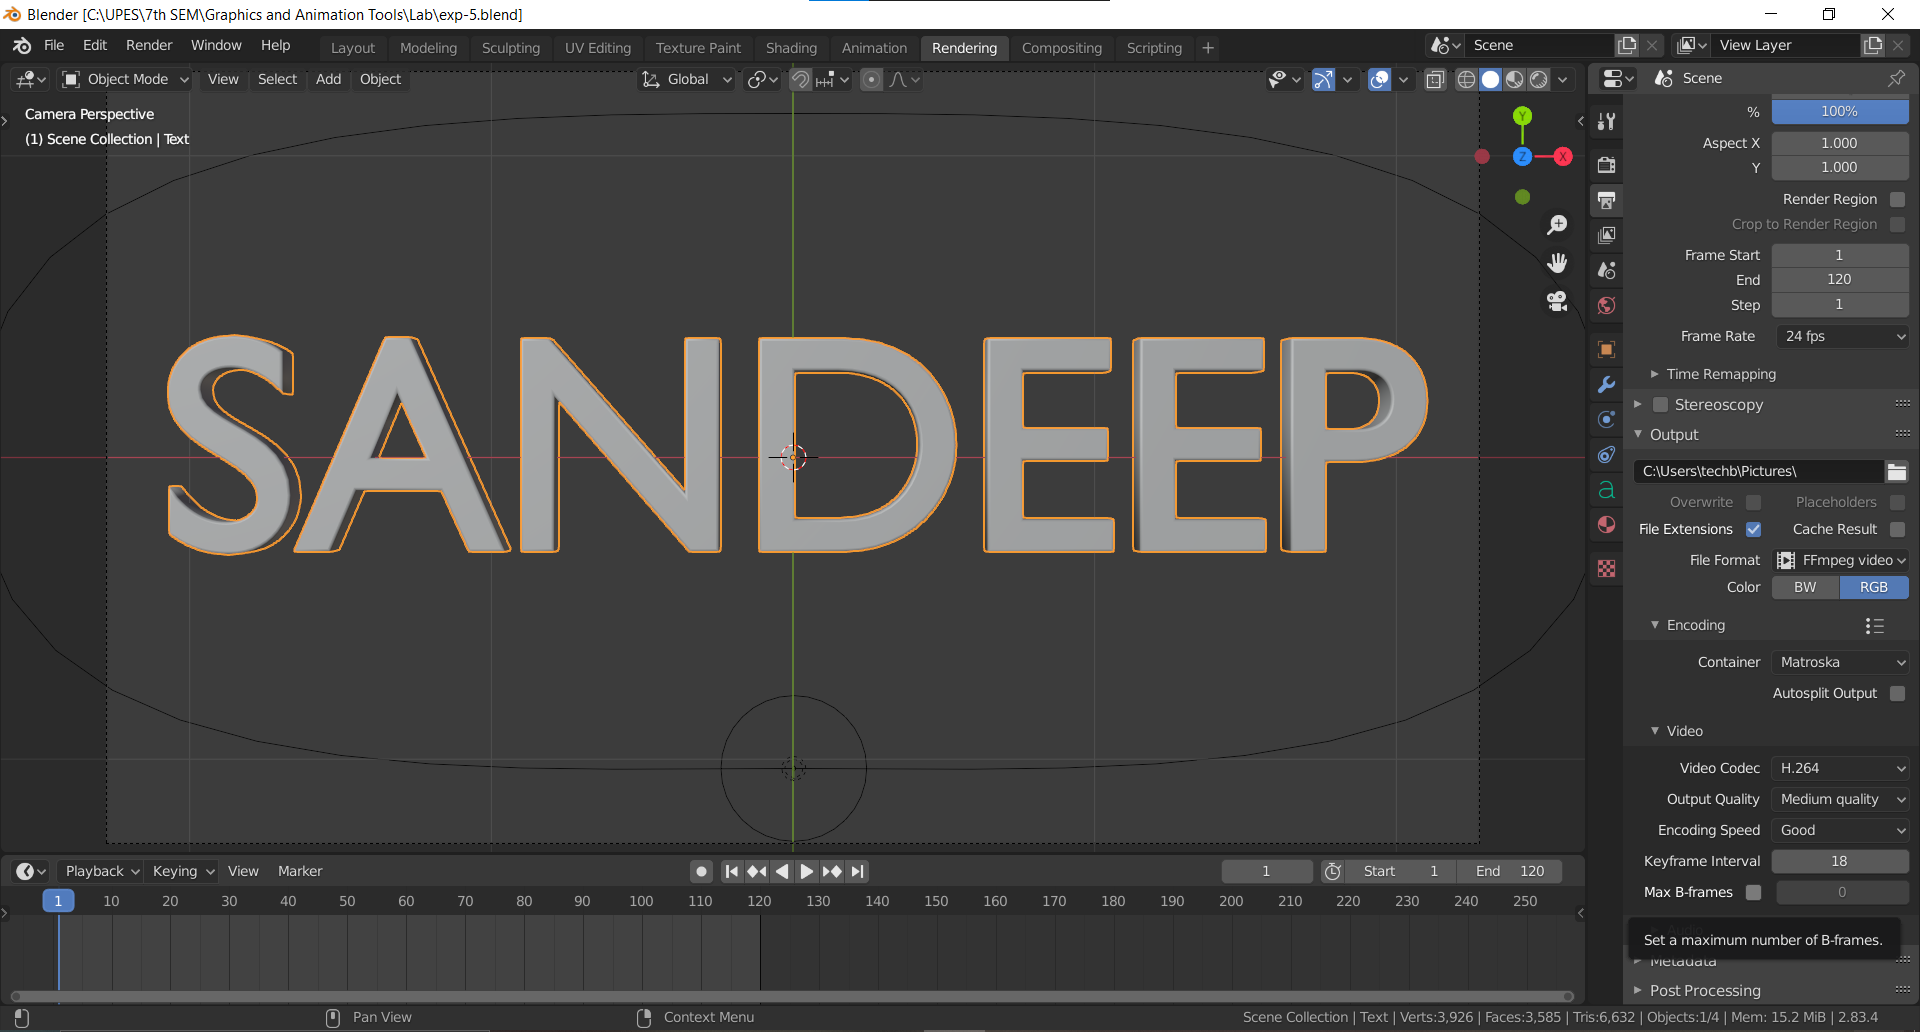 Blender [C:\UPES\7th SEM\Graphics and Animation Tools\Lab\exp-5.blend]
File Edit Render Window Help Layout Modeling Sculpting UV Editing Texture Paint Shading Animation Rendering Compositing Scripting + Scene View Layer
Object Mode View Select Add Object Global Scene
Camera Perspective
(1) Scene Collection | Text
Y
Z X
SANDEEP
% 100%
Aspect X 1.000
Y 1.000
Render Region
Crop to Render Region
Frame Start 1
End 120
Step 1
Frame Rate 24 fps
Time Remapping
Stereoscopy
Output
C:\Users\techb\Pictures\
Overwrite Placeholders
File Extensions Cache Result
File Format FFmpeg video
Color BW RGB
Encoding
Container Matroska
Autosplit Output
Video
Video Codec H.264
Output Quality Medium quality
Encoding Speed Good
Keyframe Interval 18
Max B-frames 0
Audio
Set a maximum number of B-frames.
Metadata
Post Processing
Playback Keying View Marker 1 Start 1 End 120
1 10 20 30 40 50 60 70 80 90 100 110 120 130 140 150 160 170 180 190 200 210 220 230 240 250
Pan View Context Menu Scene Collection | Text | Verts:3,926 | Faces:3,585 | Tris:6,632 | Objects:1/4 | Mem: 15.2 MiB | 2.83.4